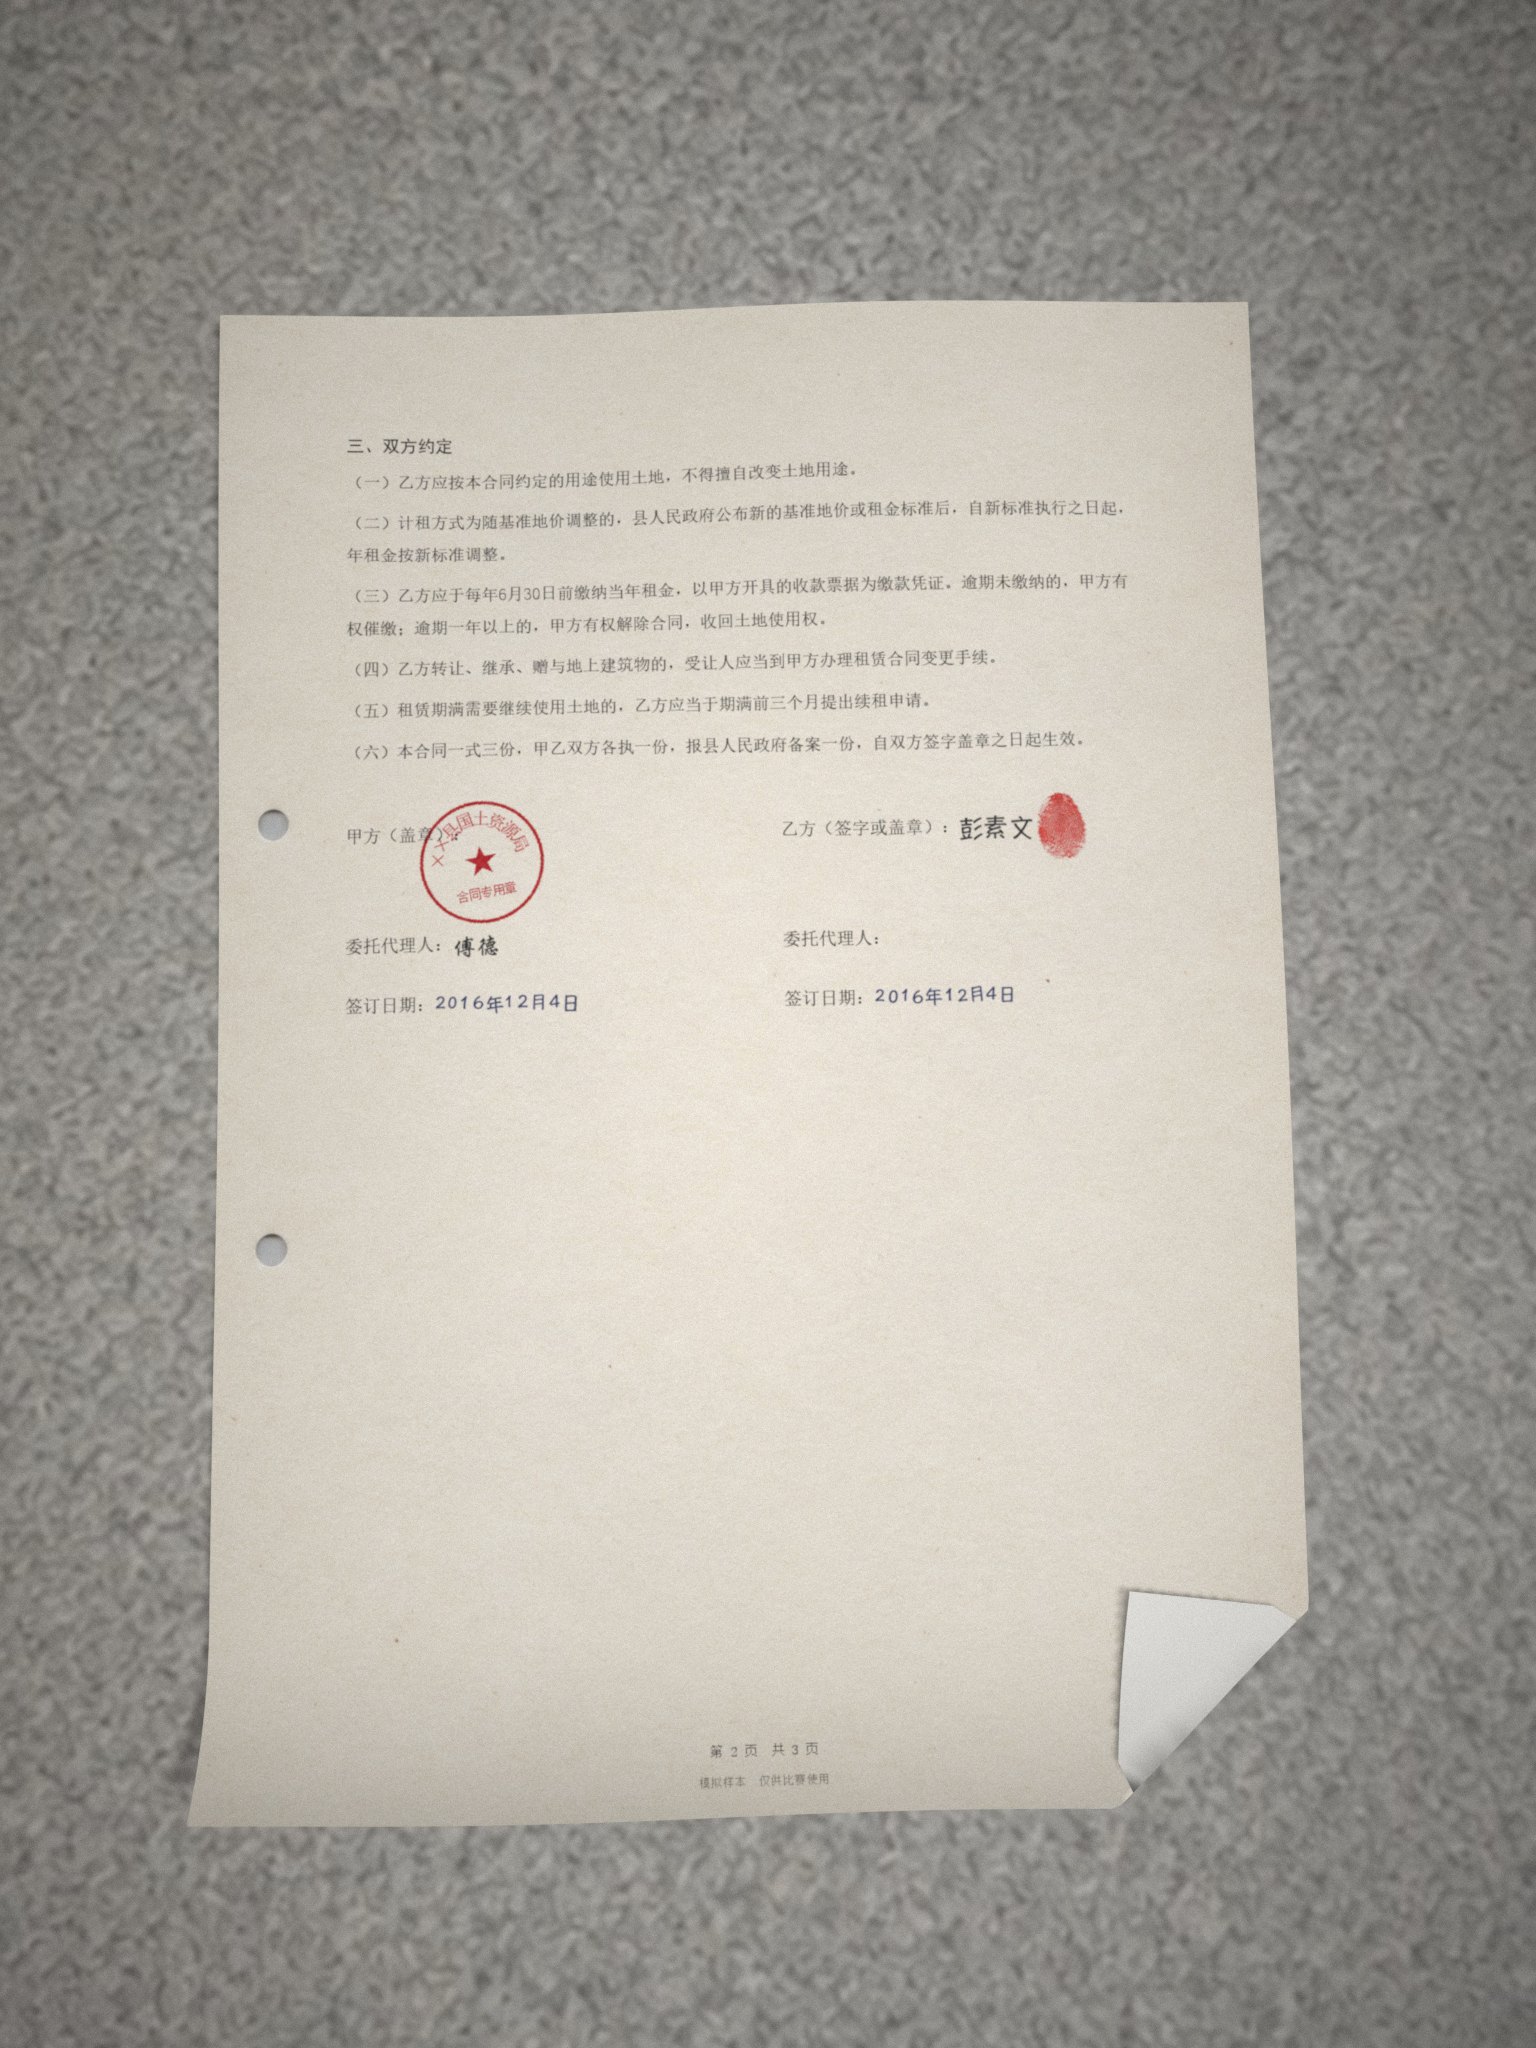 三、双方约定
（一）乙方应按本合同约定的用途使用土地，不得擅自改变土地用途。
（二）计租方式为随基准地价调整的，县人民政府公布新的基准地价或租金标准后，自新标准执行之日起，
年租金按新标准调整。
（三）乙方应于每年6月30日前缴纳当年租金，以甲方开具的收款票据为缴款凭证。逾期未缴纳的，甲方有
权催缴；逾期一年以上的，甲方有权解除合同，收回土地使用权。
（四）乙方转让、继承、赠与地上建筑物的，受让人应当到甲方办理租赁合同变更手续。
（五）租赁期满需要继续使用土地的，乙方应当于期满前三个月提出续租申请。
（六）本合同一式三份，甲乙双方各执一份，报县人民政府备案一份，自双方签字盖章之日起生效。
甲方（盖章）： 乙方（签字或盖章）：彭素文
××县国土资源局
合同专用章
委托代理人：傅德 委托代理人：
签订日期：2016年12月4日 签订日期：2016年12月4日
第 2 页 共 3 页
模拟样本 仅供比赛使用